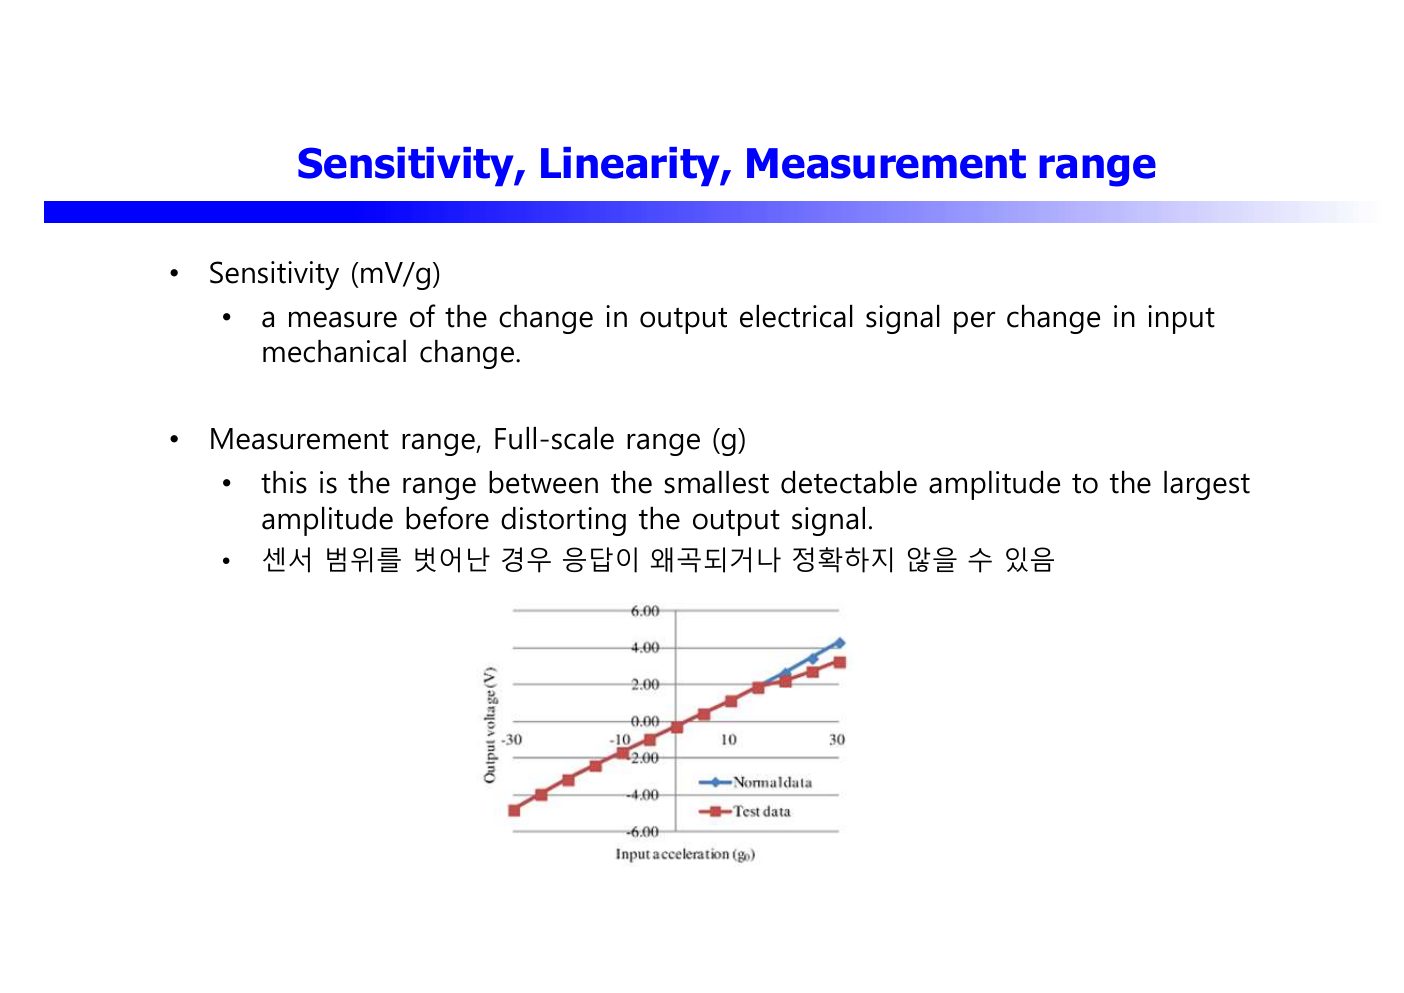 Sensitivity, Linearity, Measurement range
• Sensitivity (mV/g)
• a measure of the change in output electrical signal per change in input
mechanical change.
• Measurement range, Full-scale range (g)
• this is the range between the smallest detectable amplitude to the largest
amplitude before distorting the output signal.
• 센서 범위를 벗어난 경우 응답이 왜곡되거나 정확하지 않을 수 있음
6.00
4.00
2.00
0.00
-30 -10 10 30
-2.00
-4.00
-6.00
Output voltage (V)
Normal data
Test data
Input acceleration (g₀)